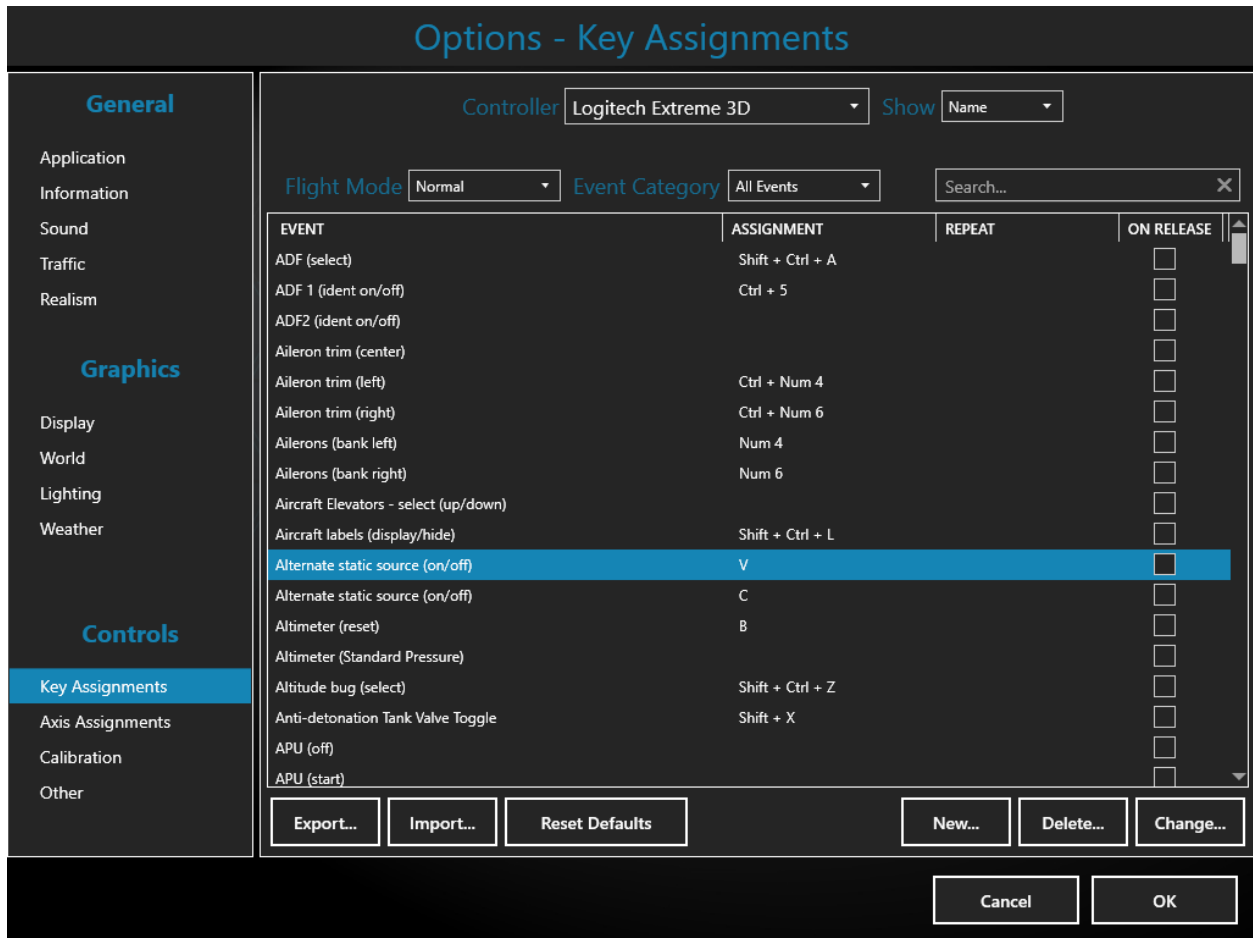 Options - Key Assignments
General
Application
Information
Sound
Traffic
Realism
Graphics
Display
World
Lighting
Weather
Controls
Key Assignments
Axis Assignments
Calibration
Other
Controller Logitech Extreme 3D Show Name
Flight Mode Normal Event Category All Events Search...
EVENT ASSIGNMENT REPEAT ON RELEASE
ADF (select) Shift + Ctrl + A
ADF 1 (ident on/off) Ctrl + 5
ADF2 (ident on/off)
Aileron trim (center)
Aileron trim (left) Ctrl + Num 4
Aileron trim (right) Ctrl + Num 6
Ailerons (bank left) Num 4
Ailerons (bank right) Num 6
Aircraft Elevators - select (up/down)
Aircraft labels (display/hide) Shift + Ctrl + L
Alternate static source (on/off) V
Alternate static source (on/off) C
Altimeter (reset) B
Altimeter (Standard Pressure)
Altitude bug (select) Shift + Ctrl + Z
Anti-detonation Tank Valve Toggle Shift + X
APU (off)
APU (start)
Export... Import... Reset Defaults New... Delete... Change...
Cancel OK